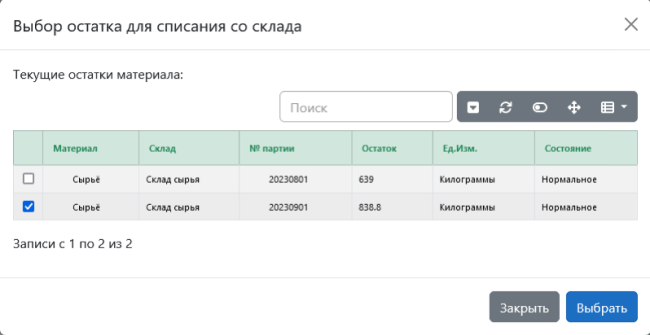 Выбор остатка для списания со склада
Текущие остатки материала:
Поиск
Материал Склад № партии Остаток Ед.Изм. Состояние
Сырьё Склад сырья 20230801 639 Килограммы Нормальное
Сырьё Склад сырья 20230901 838.8 Килограммы Нормальное
Записи с 1 по 2 из 2
Закрыть Выбрать